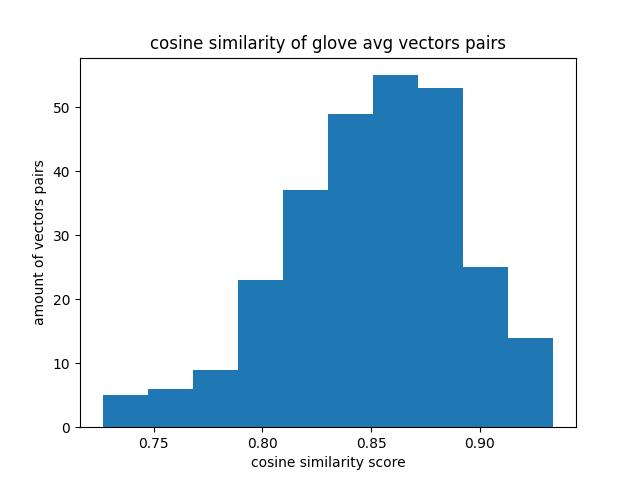 cosine similarity of glove avg vectors pairs
amount of vectors pairs
50
40
30
20
10
0
0.75 0.80 0.85 0.90
cosine similarity score